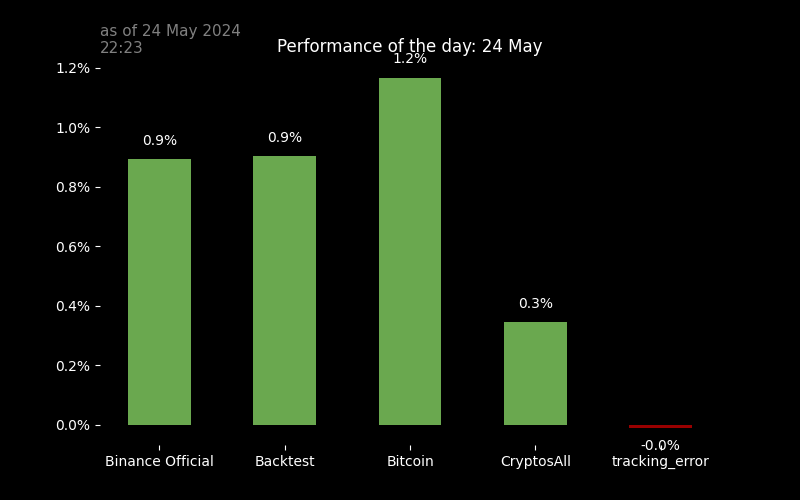 as of 24 May 2024
22:23
Performance of the day: 24 May
1.2%
1.2%
1.0%
0.9%
0.9%
0.8%
0.6%
0.4%
0.3%
0.2%
0.0%
-0.0%
Binance Official
Backtest
Bitcoin
CryptosAll
tracking_error